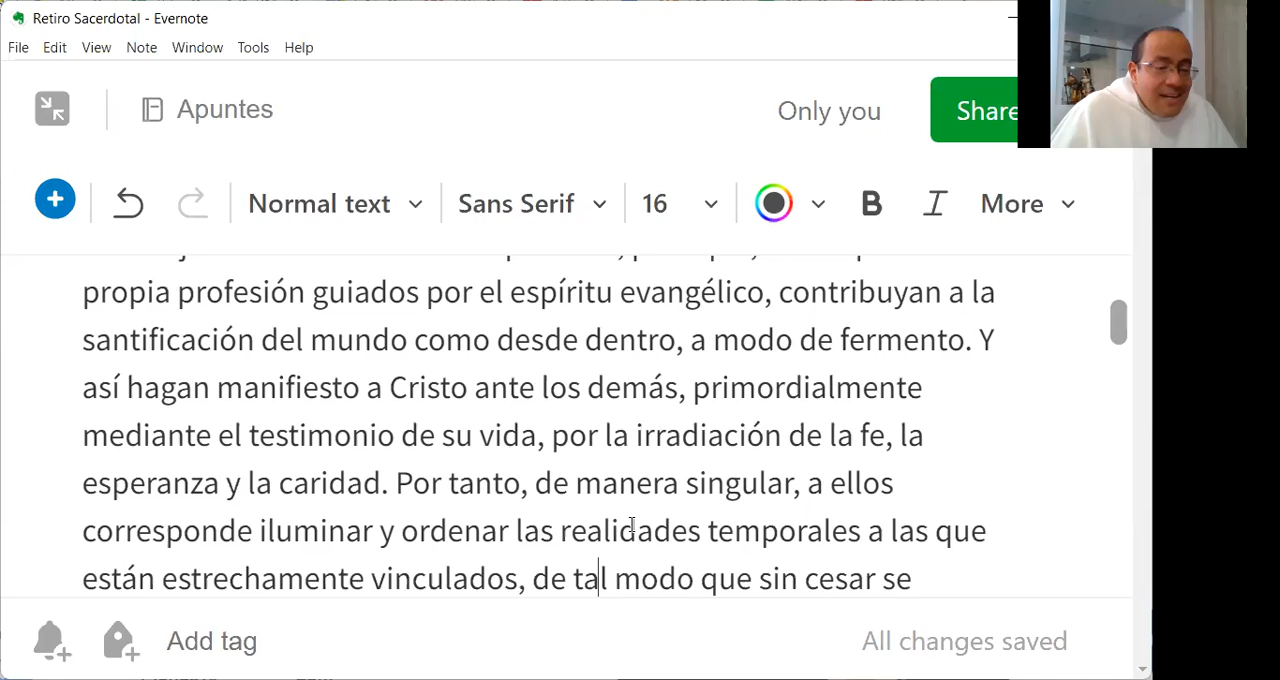 Retiro Sacerdotal - Evernote
File Edit View Note Window Tools Help
Apuntes
Only you
Share
Normal text
Sans Serif
16
B
I
More
propia profesión guiados por el espíritu evangélico, contribuyan a la
santificación del mundo como desde dentro, a modo de fermento. Y
así hagan manifiesto a Cristo ante los demás, primordialmente
mediante el testimonio de su vida, por la irradiación de la fe, la
esperanza y la caridad. Por tanto, de manera singular, a ellos
corresponde iluminar y ordenar las realidades temporales a las que
están estrechamente vinculados, de tal modo que sin cesar se
Add tag
All changes saved